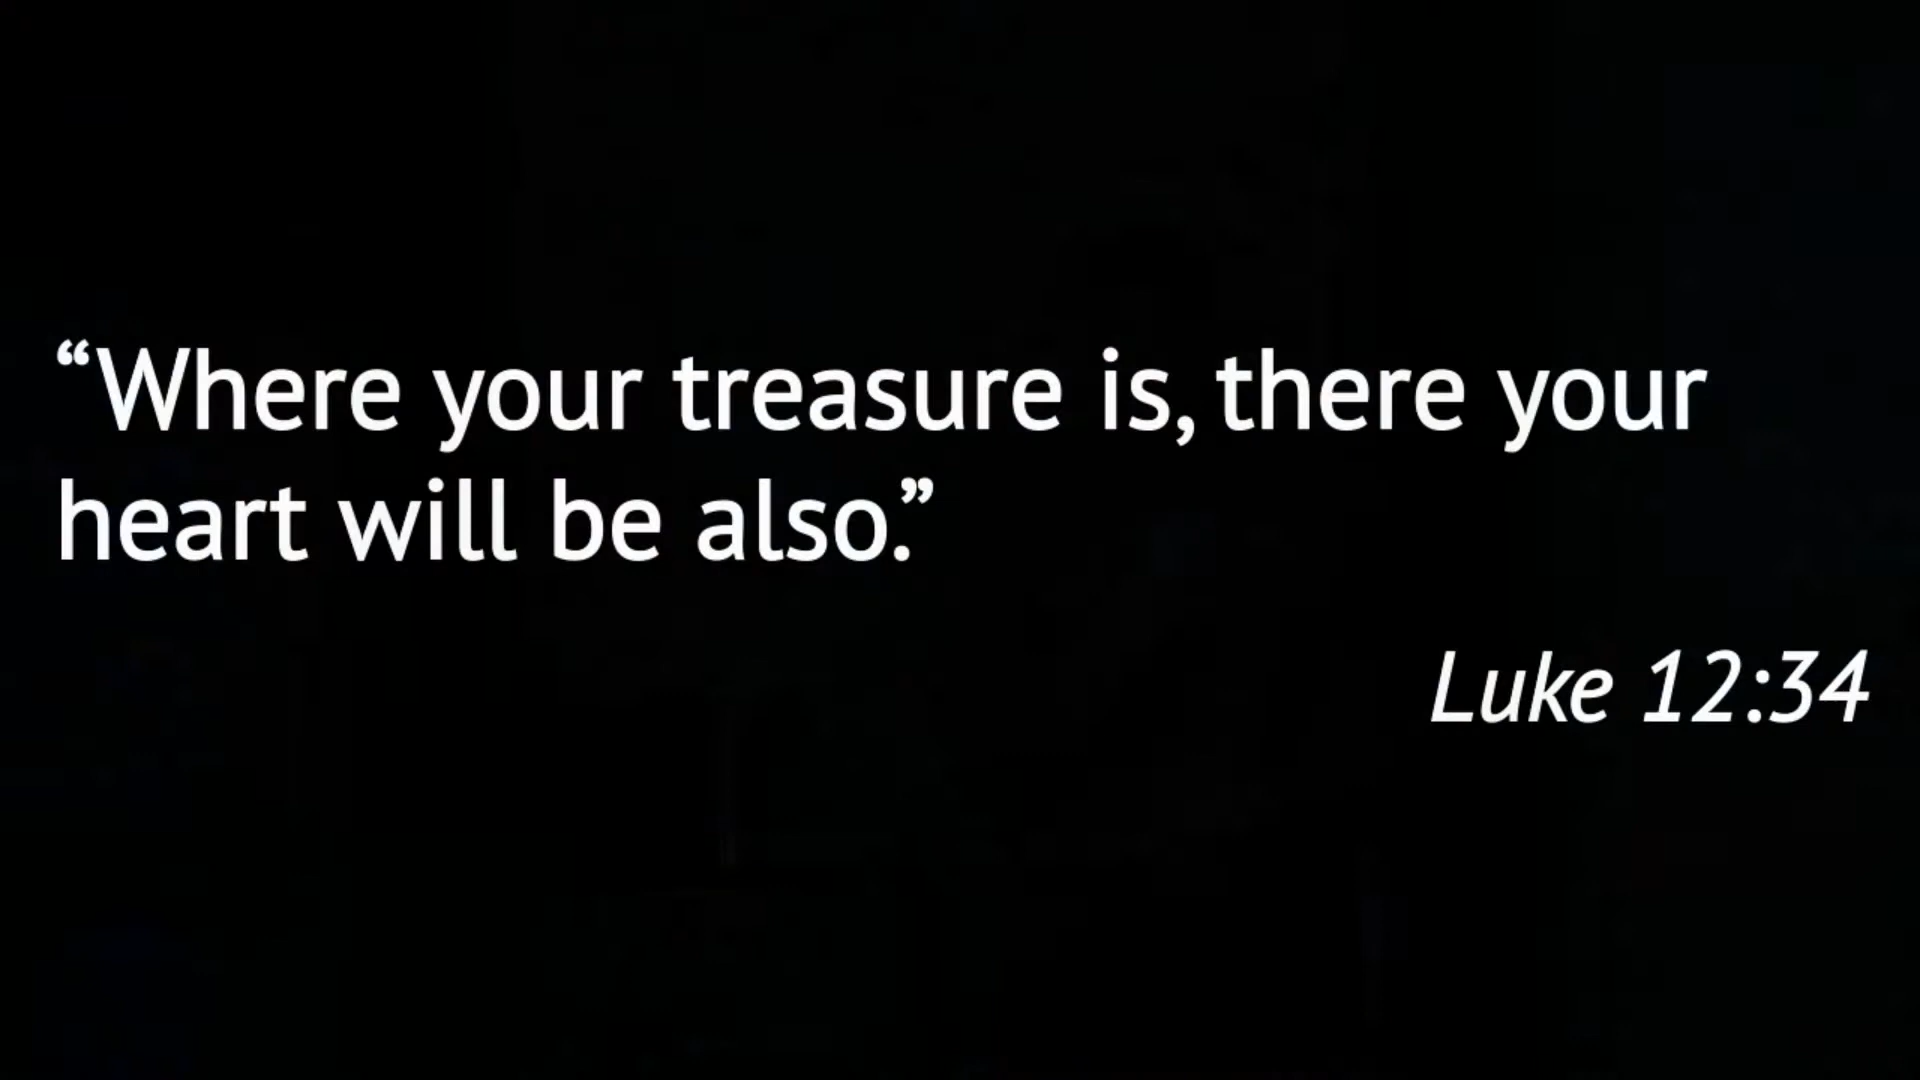 “Where your treasure is, there your
heart will be also.”
Luke 12:34